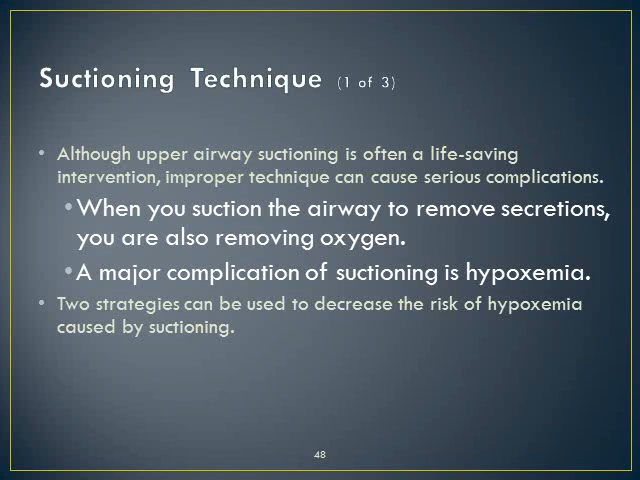 Suctioning Technique (1 of 3)
• Although upper airway suctioning is often a life-saving
intervention, improper technique can cause serious complications.
•When you suction the airway to remove secretions,
you are also removing oxygen.
•A major complication of suctioning is hypoxemia.
• Two strategies can be used to decrease the risk of hypoxemia
caused by suctioning.
48